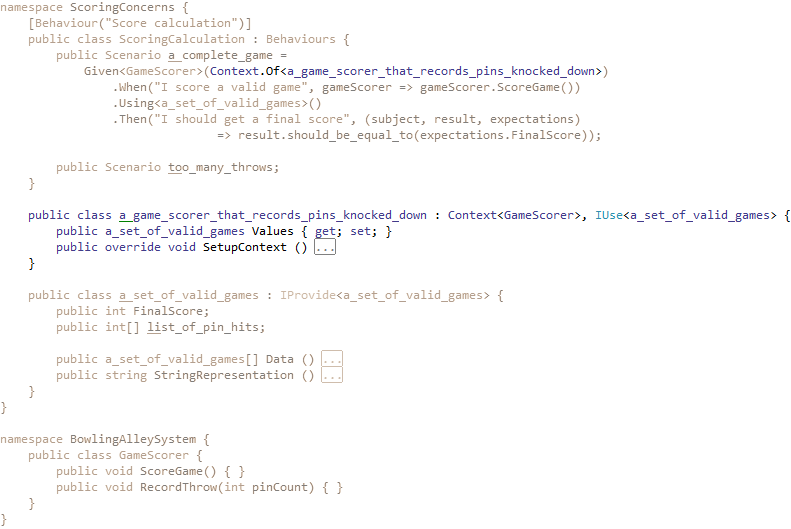 namespace ScoringConcerns {
    [Behaviour("Score calculation")]
    public class ScoringCalculation : Behaviours {
        public Scenario a_complete_game =
            Given<GameScorer>(Context.Of<a_game_scorer_that_records_pins_knocked_down>)
                .When("I score a valid game", gameScorer => gameScorer.ScoreGame())
                .Using<a_set_of_valid_games>()
                .Then("I should get a final score", (subject, result, expectations)
                               => result.should_be_equal_to(expectations.FinalScore));
        public Scenario too_many_throws;
    }
    public class a_game_scorer_that_records_pins_knocked_down : Context<GameScorer>, IUse<a_set_of_valid_games> {
        public a_set_of_valid_games Values { get; set; }
        public override void SetupContext () ...
    }
    public class a_set_of_valid_games : IProvide<a_set_of_valid_games> {
        public int FinalScore;
        public int[] list_of_pin_hits;
        public a_set_of_valid_games[] Data () ...
        public string StringRepresentation () ...
    }
}
namespace BowlingAlleySystem {
    public class GameScorer {
        public void ScoreGame() { }
        public void RecordThrow(int pinCount) { }
    }
}